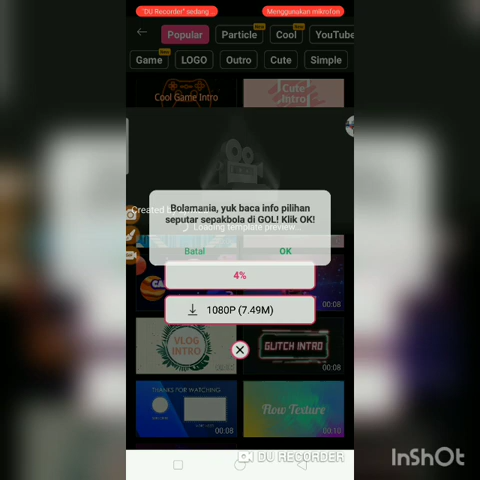 "DU Recorder" sedang
Menggunakan mikrofon
Popular
Particle
Cool
YouTube
Game
LOGO
Outro
Cute
Simple
Cool Game Intro
Cute
Intro
Bolamania, yuk baca info pilihan
seputar sepakbola di GOL! Klik OK!
Created by
Loading template preview...
Batal
OK
4%
00:08
1080P (7.49M)
VLOG
INTRO
GLITCH INTRO
00:08
THANKS FOR WATCHING
00:08
Flow Texture
00:10
DU RECORDER
InShOt